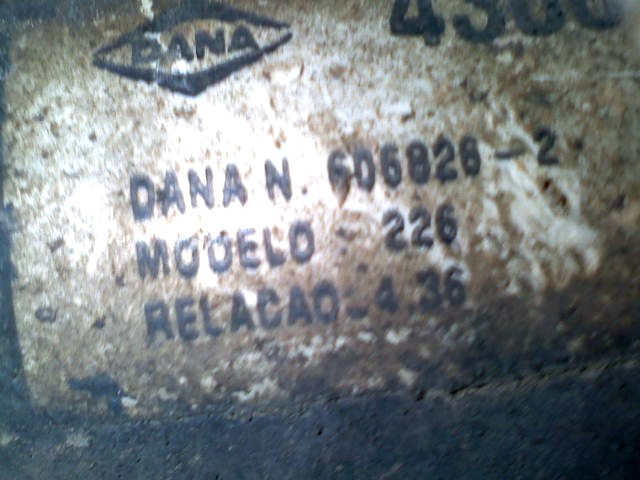 DANA
DANA N. 606826-2
MODELO - 226
RELACAO - 4.36